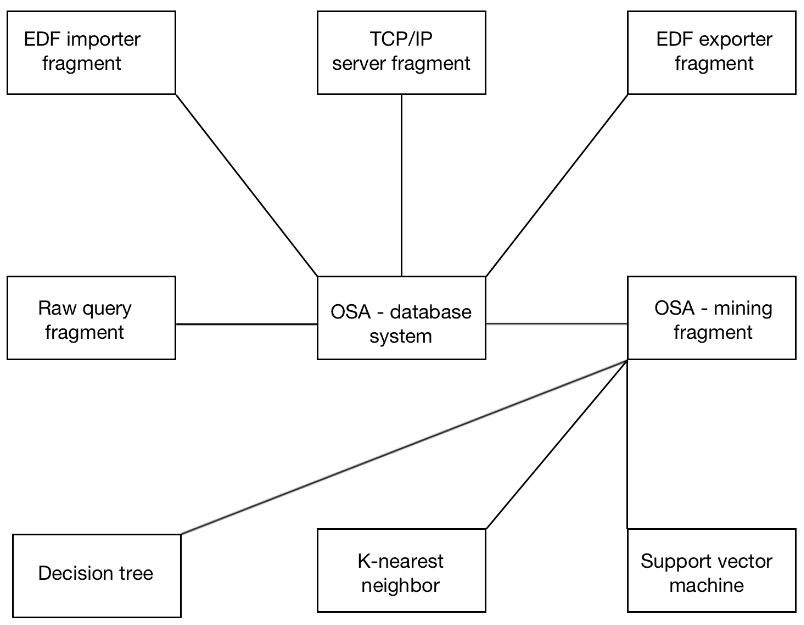 EDF importer
fragment
TCP/IP
server fragment
EDF exporter
fragment
Raw query
fragment
OSA - database
system
OSA - mining
fragment
Decision tree
K-nearest
neighbor
Support vector
machine